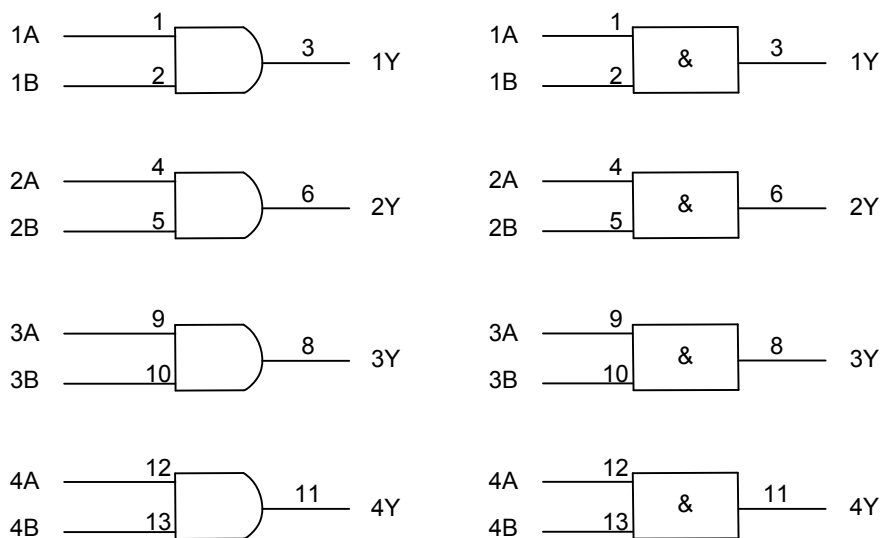 1A 1 3 1Y
1B 2
2A 4 6 2Y
2B 5
3A 9 8 3Y
3B 10
4A 12 11 4Y
4B 13
1A 1 & 3 1Y
1B 2
2A 4 & 6 2Y
2B 5
3A 9 & 8 3Y
3B 10
4A 12 & 11 4Y
4B 13